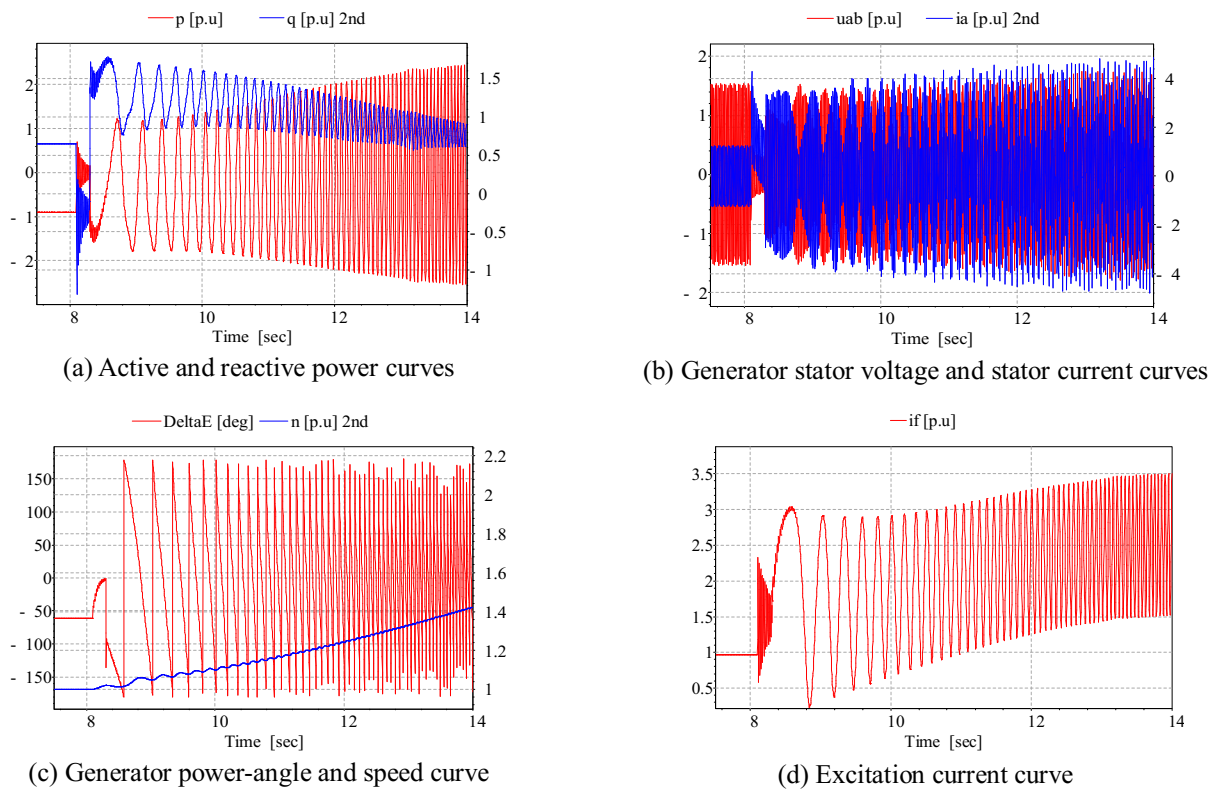 p [p.u] q [p.u] 2nd
2
1
0
- 1
- 2
1.5
1
0.5
0
- 0.5
- 1
8 10 12 14
Time [sec]
(a) Active and reactive power curves
uab [p.u] ia [p.u] 2nd
2
1
0
- 1
- 2
4
2
0
- 2
- 4
8 10 12 14
Time [sec]
(b) Generator stator voltage and stator current curves
DeltaE [deg] n [p.u] 2nd
150
100
50
0
- 50
- 100
- 150
2.2
2
1.8
1.6
1.4
1.2
1
8 10 12 14
Time [sec]
(c) Generator power-angle and speed curve
if [p.u]
3.5
3
2.5
2
1.5
1
0.5
8 10 12 14
Time [sec]
(d) Excitation current curve